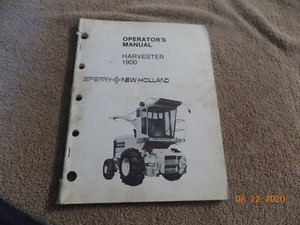 OPERATOR'S
MANUAL
HARVESTER
1900
SPERRY NEW HOLLAND
08 22 2020